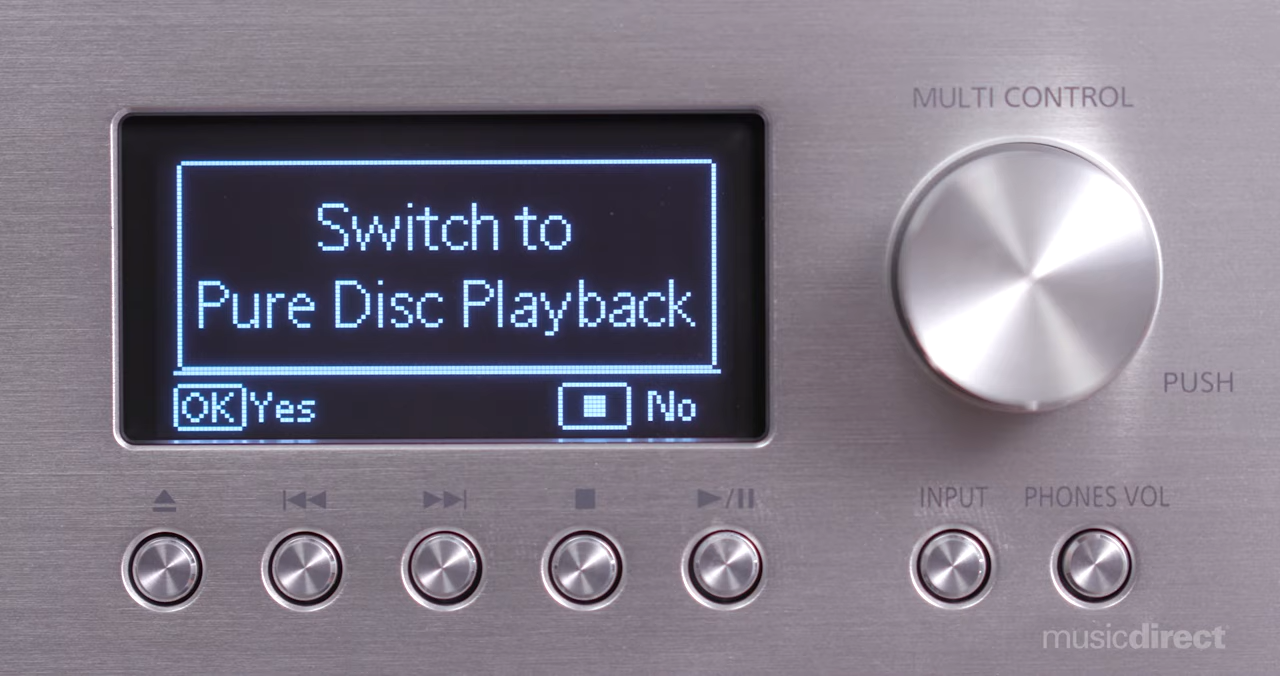 MULTI CONTROL
Switch to
Pure Disc Playback
PUSH
OK Yes
No
INPUT
PHONES VOL
musicdirect